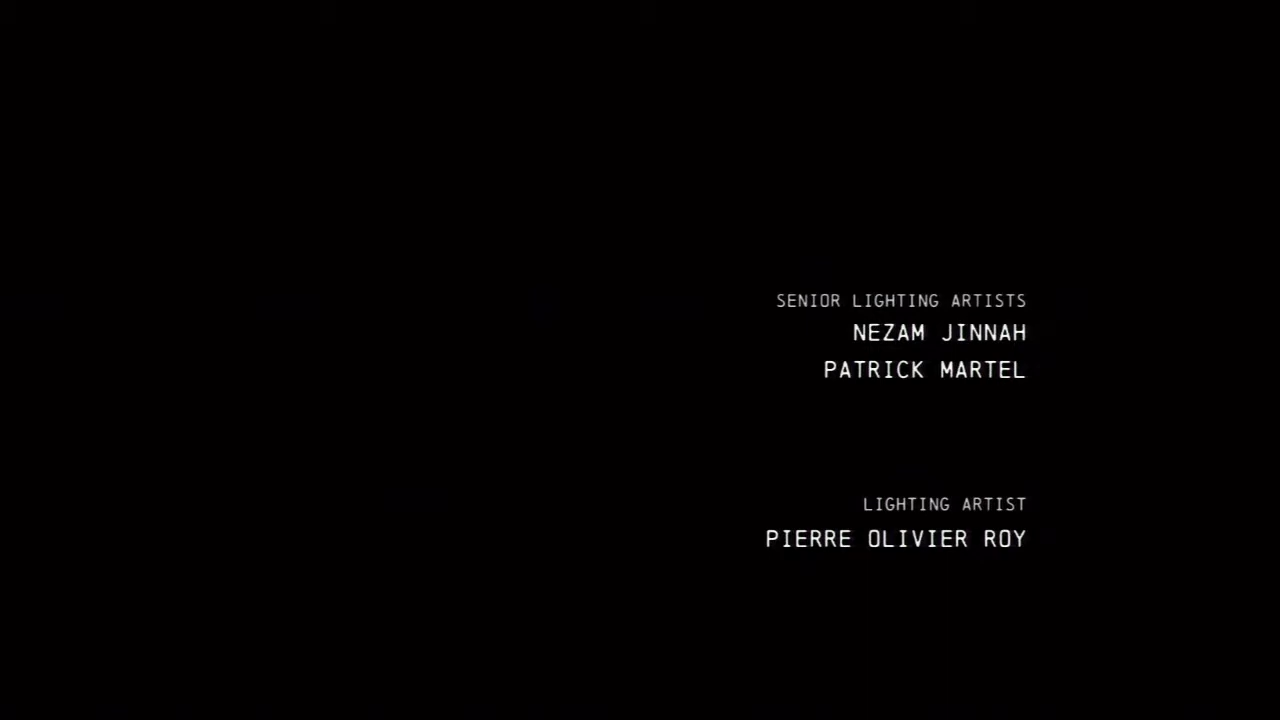 SENIOR LIGHTING ARTISTS
NEZAM JINNAH
PATRICK MARTEL
LIGHTING ARTIST
PIERRE OLIVIER ROY